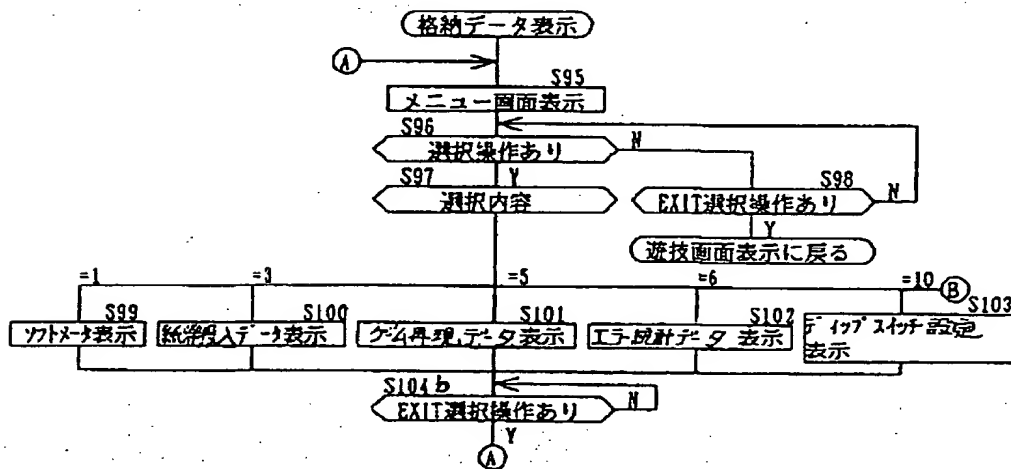 格納データ表示
A
S95
メニュー画面表示
S96
N
選択操作あり
S97
Y
S98
選択内容
EXIT選択操作あり
N
Y
遊技画面表示に戻る
=1
=3
=5
=6
=10
B
S99
S100
S101
S102
S103
ソフトメータ表示
紙幣投入データ表示
ゲーム再現データ表示
エラー統計データ表示
ディップスイッチ設定
表示
S104b
EXIT選択操作あり
N
Y
A